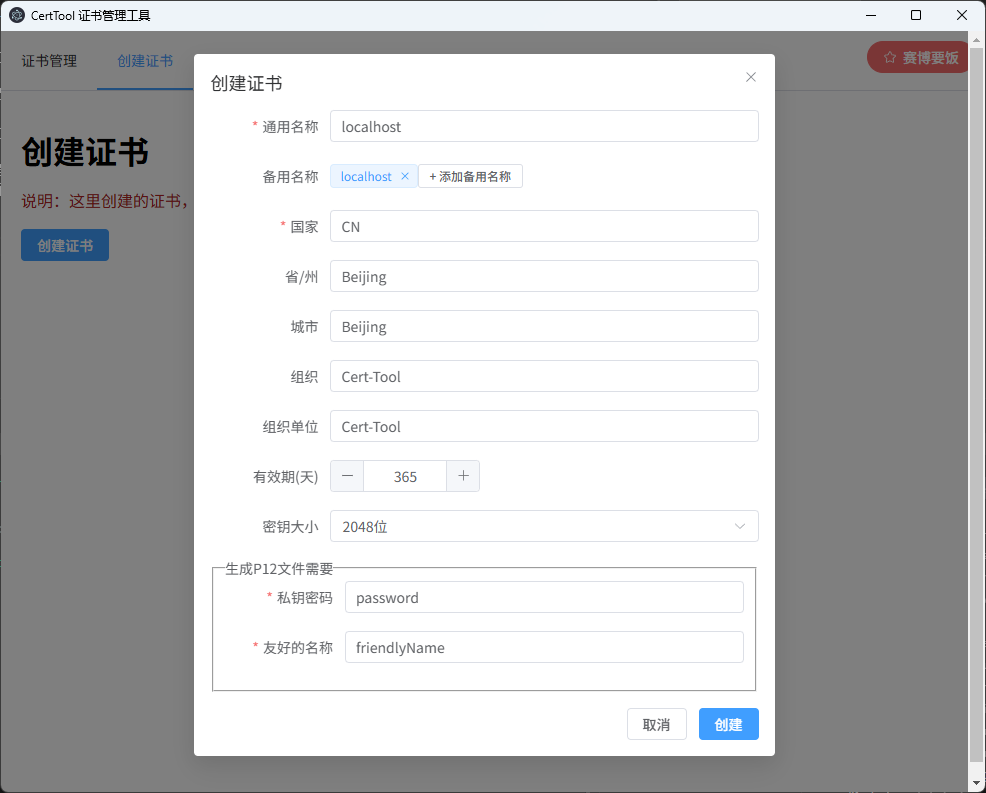 CertTool 证书管理工具
证书管理 创建证书 赛博要饭
创建证书
说明：这里创建的证书，
创建证书
创建证书
* 通用名称 localhost
备用名称 localhost + 添加备用名称
* 国家 CN
省/州 Beijing
城市 Beijing
组织 Cert-Tool
组织单位 Cert-Tool
有效期(天) 365
密钥大小 2048位
生成P12文件需要
* 私钥密码 password
* 友好的名称 friendlyName
取消 创建